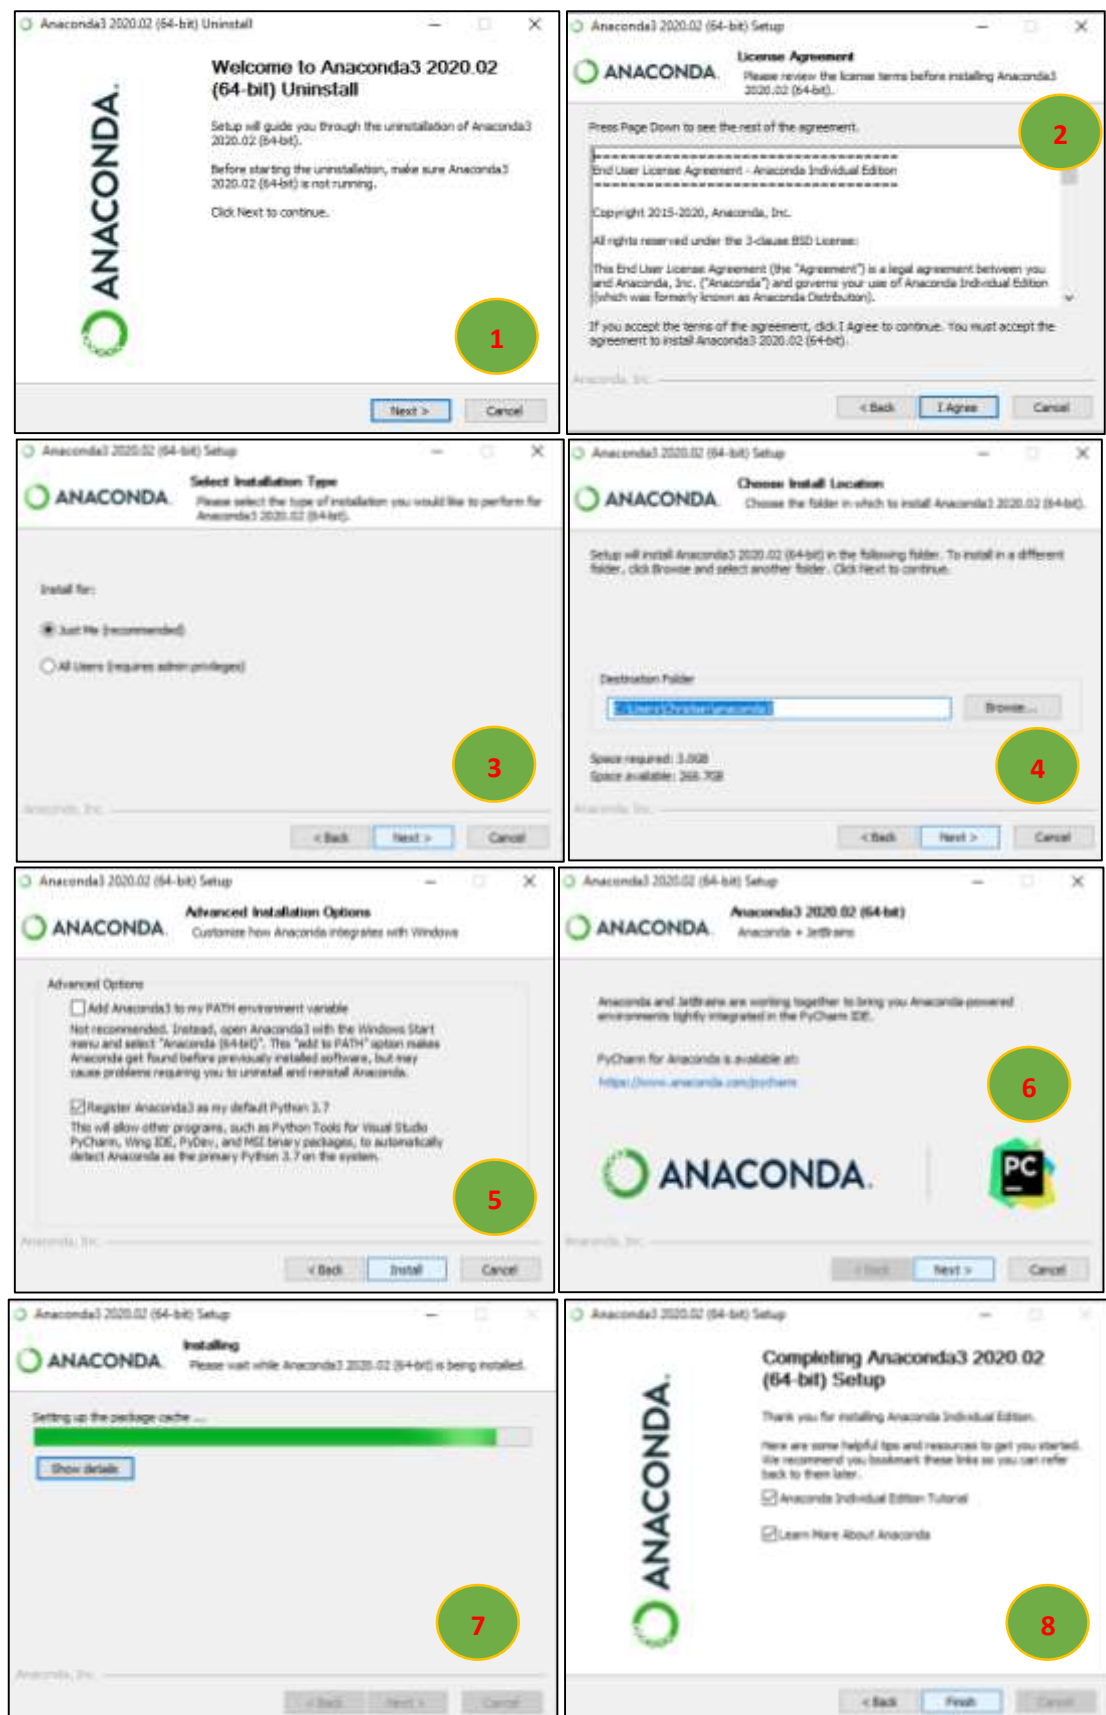 Anaconda3 2020.02 (64-bit) Uninstall
ANACONDA.
Welcome to Anaconda3 2020.02
(64-bit) Uninstall
Setup will guide you through the uninstallation of Anaconda3
2020.02 (64-bit).
Before starting the uninstallation, make sure Anaconda3
2020.02 (64-bit) is not running.
Click Next to continue.
1
Next >
Cancel
Anaconda3 2020.02 (64-bit) Setup
ANACONDA.
License Agreement
Please review the license terms before installing Anaconda3
2020.02 (64-bit).
2
Press Page Down to see the rest of the agreement.
End User License Agreement - Anaconda Individual Edition
Copyright 2015-2020, Anaconda, Inc.
All rights reserved under the 3-clause BSD License:
This End User License Agreement (the "Agreement") is a legal agreement between you
and Anaconda, Inc. ("Anaconda") and governs your use of Anaconda Individual Edition
(which was formerly known as Anaconda Distribution).
If you accept the terms of the agreement, click I Agree to continue. You must accept the
agreement to install Anaconda3 2020.02 (64-bit).
Anaconda, Inc.
< Back
I Agree
Cancel
Anaconda3 2020.02 (64-bit) Setup
ANACONDA.
Select Installation Type
Please select the type of installation you would like to perform for
Anaconda3 2020.02 (64-bit).
Install for:
Just Me (recommended)
All Users (requires admin privileges)
3
Anaconda, Inc.
< Back
Next >
Cancel
Anaconda3 2020.02 (64-bit) Setup
ANACONDA.
Choose Install Location
Choose the folder in which to install Anaconda3 2020.02 (64-bit).
Setup will install Anaconda3 2020.02 (64-bit) in the following folder. To install in a different
folder, click Browse and select another folder. Click Next to continue.
Destination Folder
C:\Users\Christian\anaconda3
Browse...
Space required: 3.0GB
Space available: 268.7GB
4
Anaconda, Inc.
< Back
Next >
Cancel
Anaconda3 2020.02 (64-bit) Setup
ANACONDA.
Advanced Installation Options
Customize how Anaconda integrates with Windows
Advanced Options
Add Anaconda3 to my PATH environment variable
Not recommended. Instead, open Anaconda3 with the Windows Start
menu and select "Anaconda (64-bit)". This "add to PATH" option makes
Anaconda get found before previously installed software, but may
cause problems requiring you to uninstall and reinstall Anaconda.
Register Anaconda3 as my default Python 3.7
This will allow other programs, such as Python Tools for Visual Studio
PyCharm, Wing IDE, PyDev, and MSI binary packages, to automatically
detect Anaconda as the primary Python 3.7 on the system.
5
Anaconda, Inc.
< Back
Install
Cancel
Anaconda3 2020.02 (64-bit) Setup
ANACONDA.
Anaconda3 2020.02 (64-bit)
Anaconda + JetBrains
Anaconda and JetBrains are working together to bring you Anaconda-powered
environments tightly integrated in the PyCharm IDE.
PyCharm for Anaconda is available at:
https://www.anaconda.com/pycharm
6
ANACONDA.
PC
Anaconda, Inc.
< Back
Next >
Cancel
Anaconda3 2020.02 (64-bit) Setup
ANACONDA.
Installing
Please wait while Anaconda3 2020.02 (64-bit) is being installed.
Setting up the package cache ...
Show details
7
Anaconda, Inc.
< Back
Next >
Cancel
Anaconda3 2020.02 (64-bit) Setup
ANACONDA.
Completing Anaconda3 2020.02
(64-bit) Setup
Thank you for installing Anaconda Individual Edition.
Here are some helpful tips and resources to get you started.
We recommend you bookmark these links so you can refer
back to them later.
Anaconda Individual Edition Tutorial
Learn More About Anaconda
8
< Back
Finish
Cancel